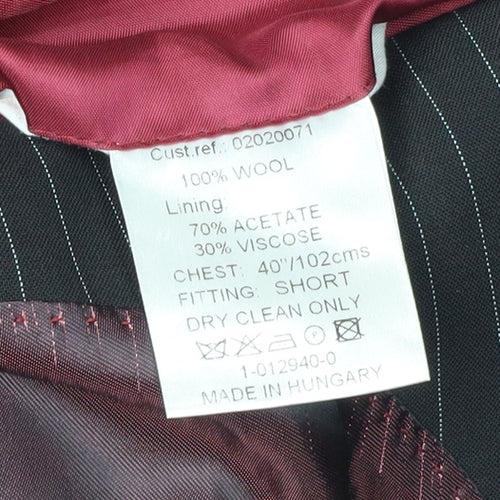 Cust.ref.: 02020071
100% WOOL
Lining:
70% ACETATE
30% VISCOSE
CHEST: 40"/102cms
FITTING: SHORT
DRY CLEAN ONLY
1-012940-0
MADE IN HUNGARY